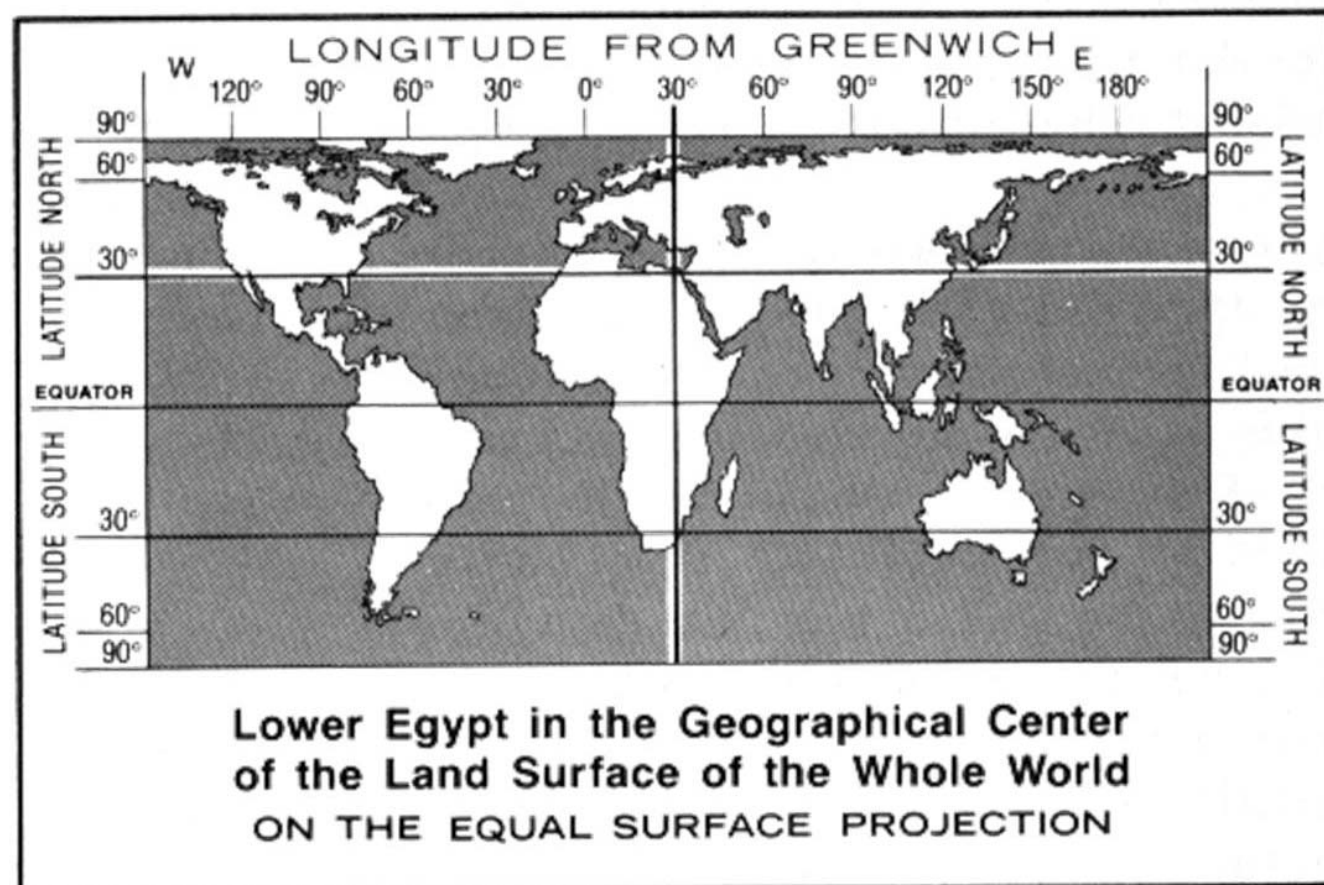 LONGITUDE FROM GREENWICH
W E
120° 90° 60° 30° 0° 30° 60° 90° 120° 150° 180°
90° 90°
60° 60°
30° 30°
LATITUDE NORTH LATITUDE NORTH
EQUATOR EQUATOR
LATITUDE SOUTH LATITUDE SOUTH
30° 30°
60° 60°
90° 90°
Lower Egypt in the Geographical Center
of the Land Surface of the Whole World
ON THE EQUAL SURFACE PROJECTION